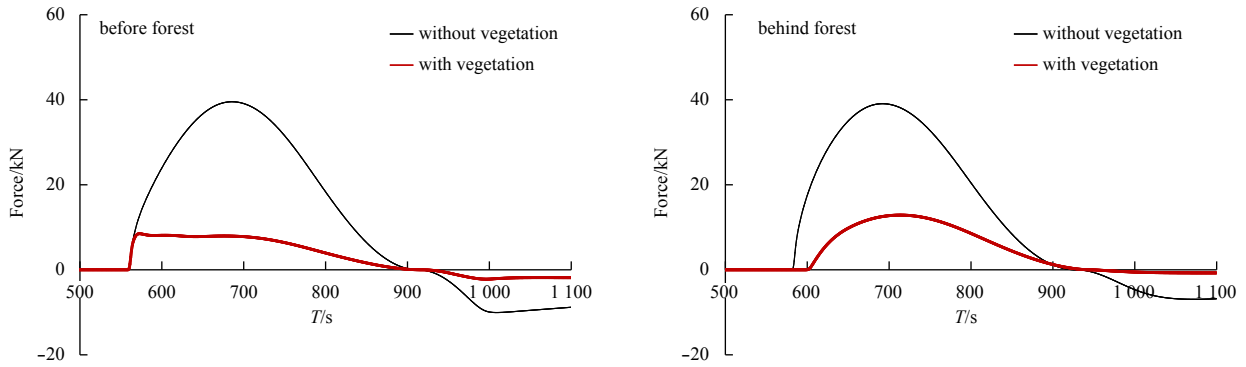 60
before forest
without vegetation
with vegetation
40
20
0
−20
Force/kN
500
600
700
800
900
1 000
1 100
T/s
60
behind forest
without vegetation
with vegetation
40
20
0
−20
Force/kN
500
600
700
800
900
1 000
1 100
T/s